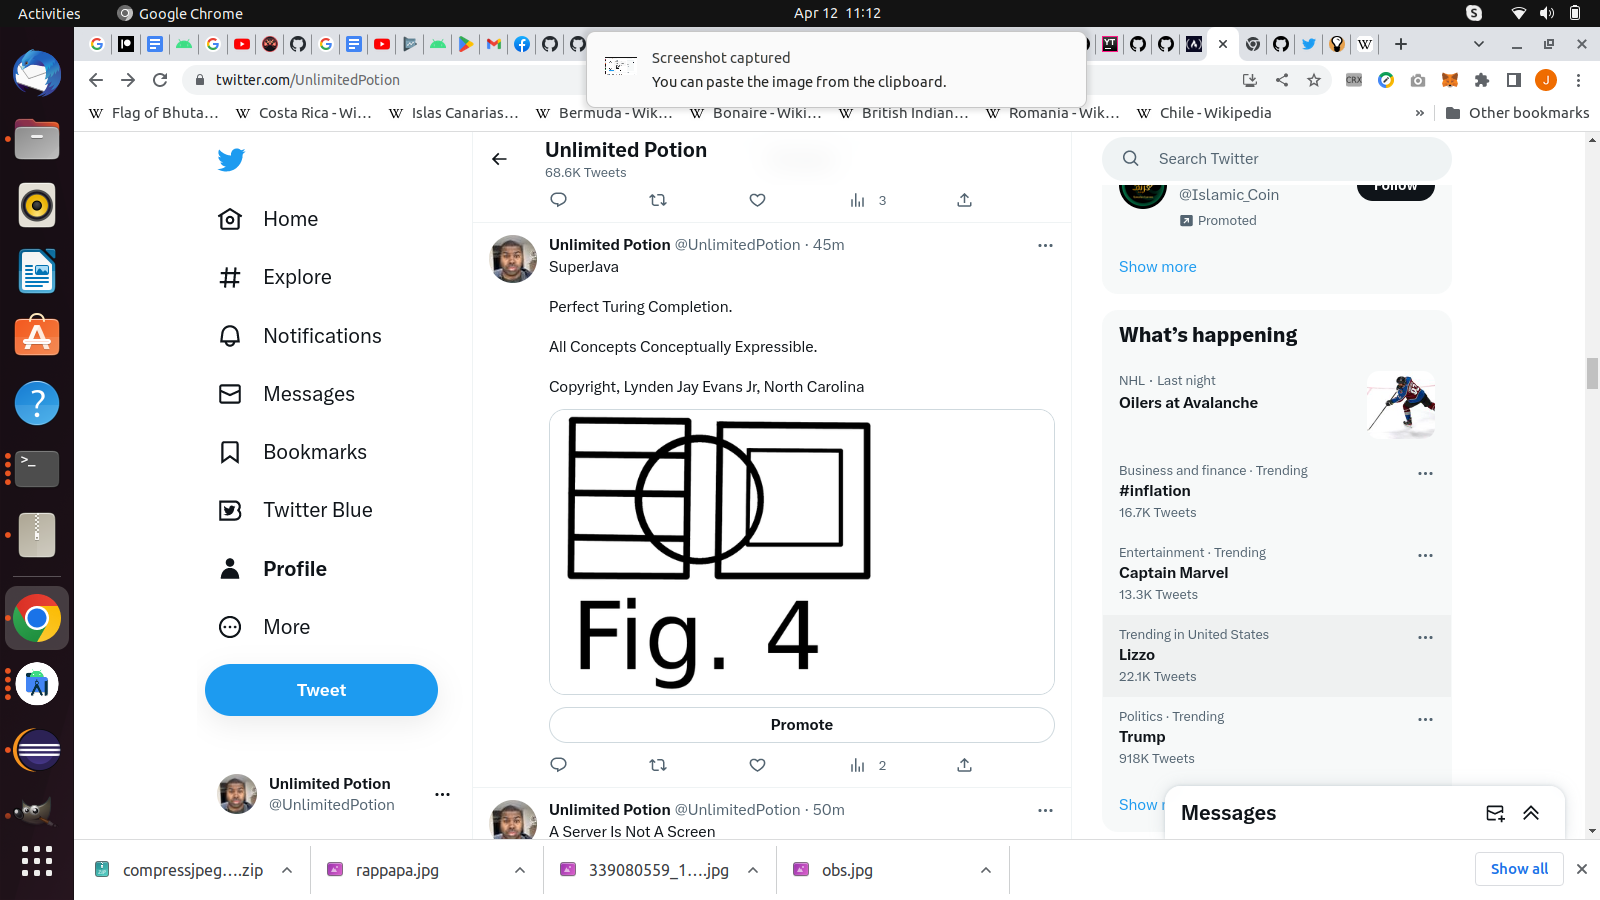 Activities
Google Chrome
Apr 12 11:12
Screenshot captured
You can paste the image from the clipboard.
twitter.com/UnlimitedPotion
Flag of Bhuta...
Costa Rica - Wi...
Islas Canarias...
Bermuda - Wik...
Bonaire - Wiki...
British Indian...
Romania - Wik...
Chile - Wikipedia
»
Other bookmarks
Home
Explore
Notifications
Messages
Bookmarks
Twitter Blue
Profile
More
Tweet
Unlimited Potion
@UnlimitedPotion
Unlimited Potion
68.6K Tweets
3
Unlimited Potion @UnlimitedPotion · 45m
SuperJava
Perfect Turing Completion.
All Concepts Conceptually Expressible.
Copyright, Lynden Jay Evans Jr, North Carolina
Fig. 4
Promote
2
Unlimited Potion @UnlimitedPotion · 50m
A Server Is Not A Screen
Search Twitter
@Islamic_Coin
Follow
Promoted
Show more
What's happening
NHL · Last night
Oilers at Avalanche
Business and finance · Trending
#inflation
16.7K Tweets
Entertainment · Trending
Captain Marvel
13.3K Tweets
Trending in United States
Lizzo
22.1K Tweets
Politics · Trending
Trump
918K Tweets
Show
Messages
compressjpeg....zip
rappapa.jpg
339080559_1....jpg
obs.jpg
Show all